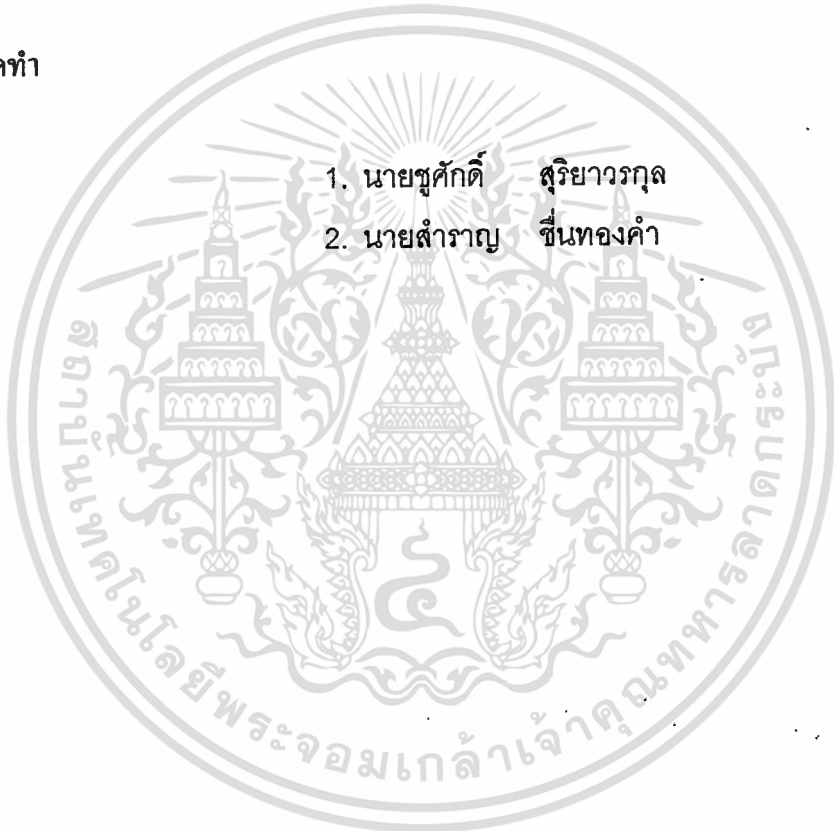 1. นายชูศักดิ์ สุริยาวรกุล
2. นายสำราญ ชื่นทองคำ
สถาบันเทคโนโลยีพระจอมเกล้าเจ้าคุณทหารลาดกระบัง